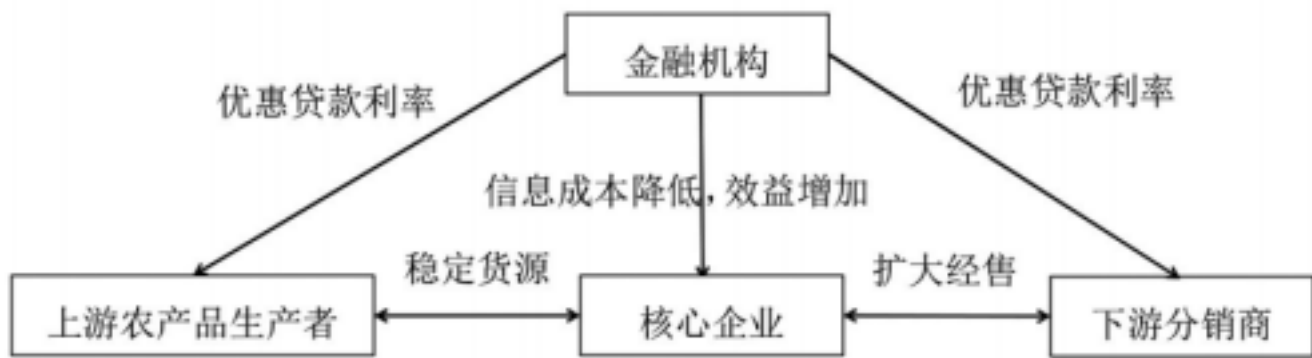 金融机构
优惠贷款利率
优惠贷款利率
信息成本降低，效益增加
稳定货源
扩大经售
上游农产品生产者
核心企业
下游分销商